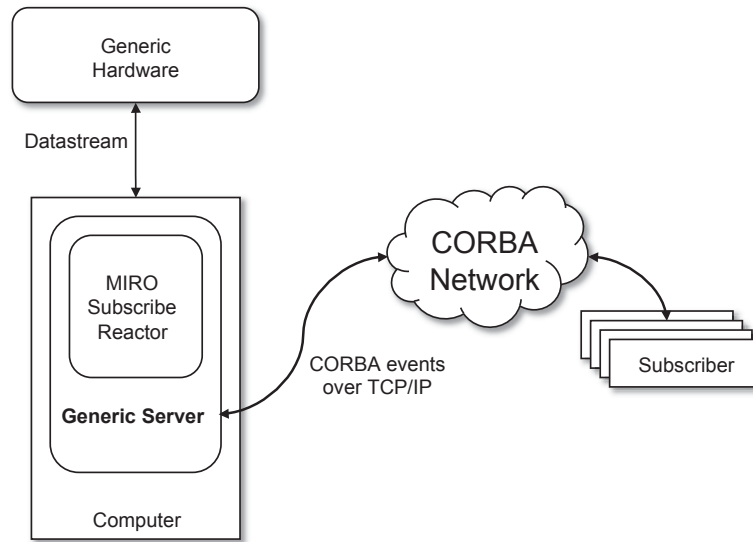 Generic
Hardware
Datastream
MIRO
Subscribe
Reactor
Generic Server
Computer
CORBA events
over TCP/IP
CORBA
Network
Subscriber